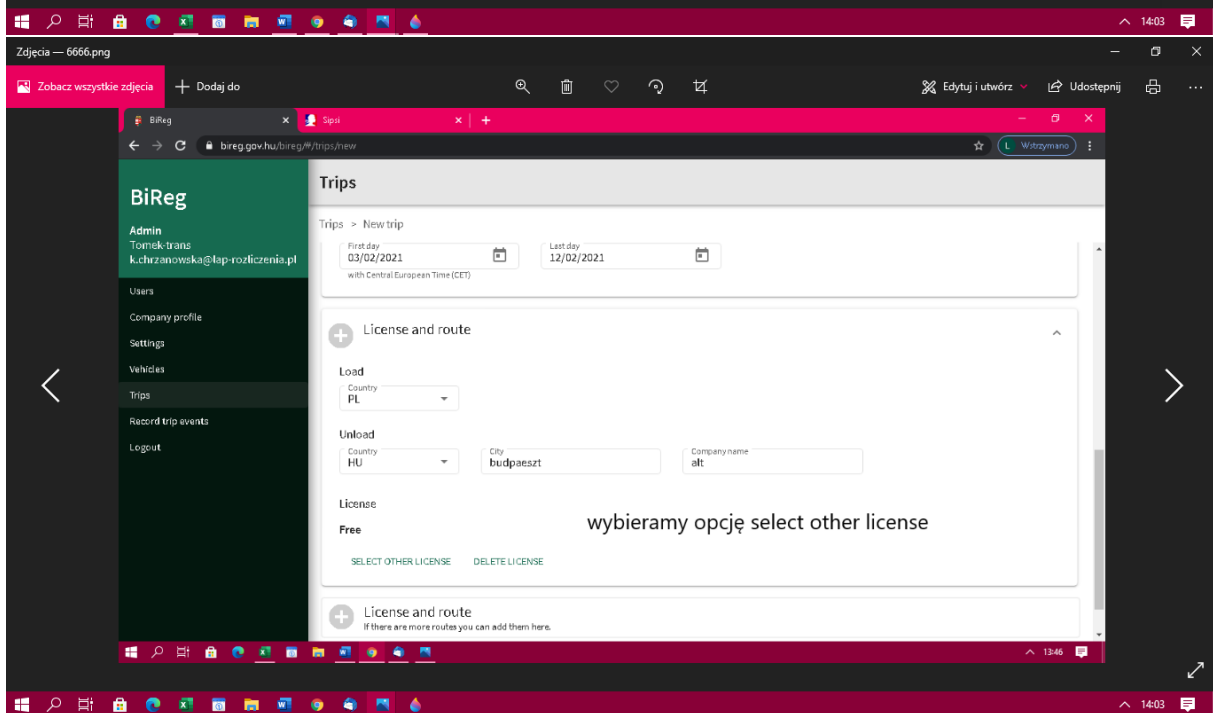 14:03
Zdjęcia — 6666.png
Zobacz wszystkie zdjęcia
Dodaj do
Edytuj i utwórz
Udostępnij
BiReg
Sipsi
bireg.gov.hu/bireg/#/trips/new
L Wstrzymano
BiReg
Admin
Tomek-trans
k.chrzanowska@lap-rozliczenia.pl
Users
Company profile
Settings
Vehicles
Trips
Record trip events
Logout
Trips
Trips > New trip
First day
03/02/2021
with Central European Time (CET)
Last day
12/02/2021
License and route
Load
Country
PL
Unload
Country
HU
City
budpaeszt
Company name
alt
License
Free
wybieramy opcję select other license
SELECT OTHER LICENSE
DELETE LICENSE
License and route
If there are more routes you can add them here.
13:46
14:03